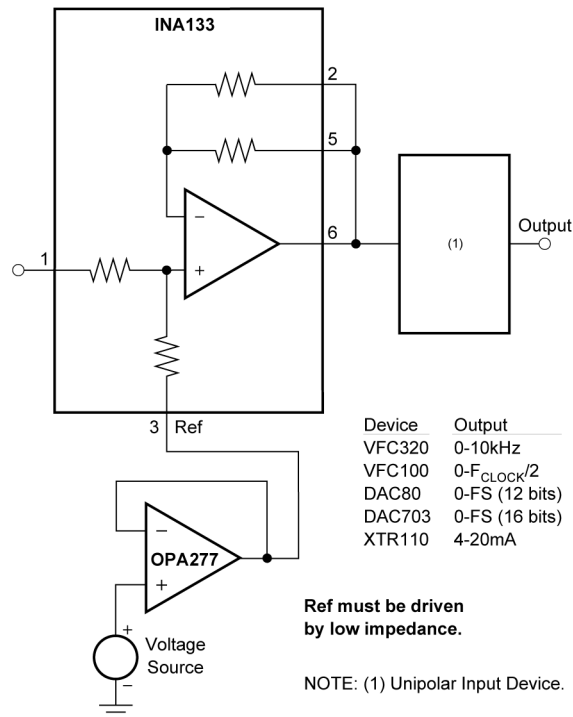 INA133
2
5
6
1
−
+
(1)
Output
3 Ref
−
+
OPA277
+
−
Voltage
Source
Device Output
VFC320 0-10kHz
VFC100 0-FCLOCK/2
DAC80 0-FS (12 bits)
DAC703 0-FS (16 bits)
XTR110 4-20mA
Ref must be driven
by low impedance.
NOTE: (1) Unipolar Input Device.